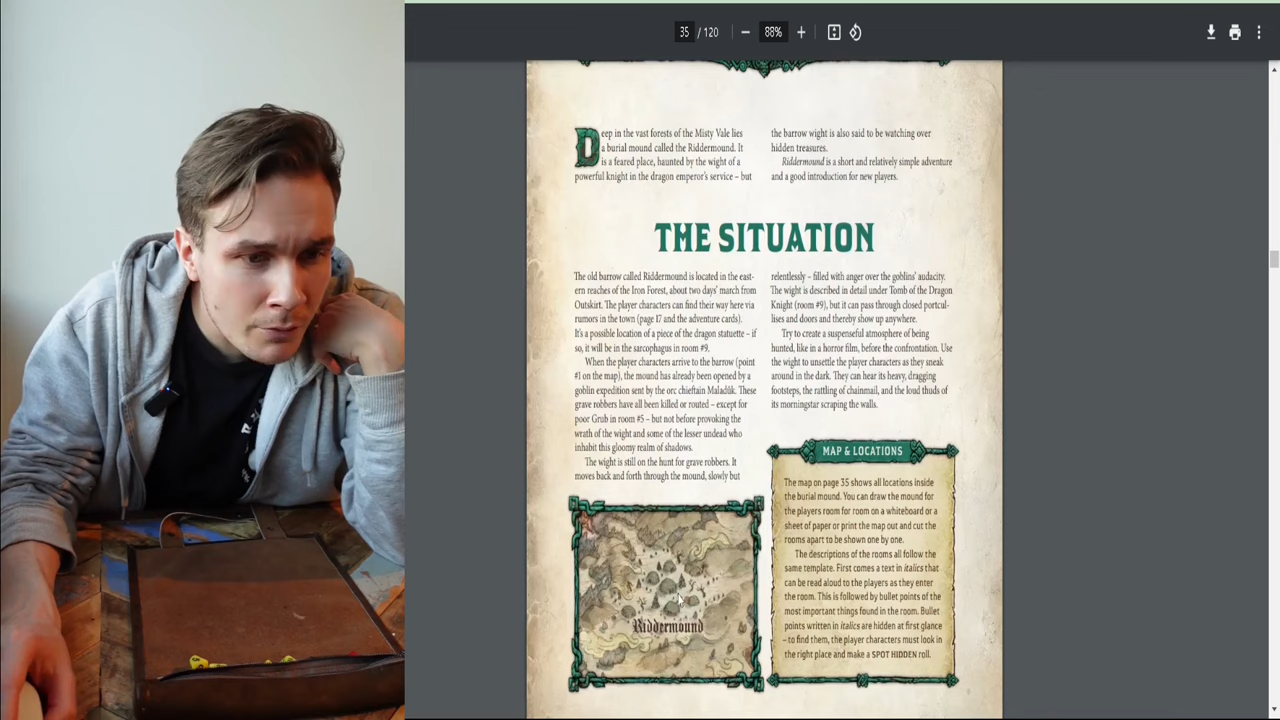 35 / 120
88%
Deep in the vast forests of the Misty Vale lies
a burial mound called the Riddermound. It
is a feared place, haunted by the wight of a
powerful knight in the dragon emperor's service – but
the barrow wight is also said to be watching over
hidden treasures.
Riddermound is a short and relatively simple adventure
and a good introduction for new players.
THE SITUATION
The old barrow called Riddermound is located in the east-
ern reaches of the Iron Forest, about two days' march from
Outskirt. The player characters can find their way here via
rumors in the town (page 17 and the adventure cards).
It's a possible location of a piece of the dragon statuette – if
so, it will be in the sarcophagus in room #9.
When the player characters arrive to the barrow (point
#1 on the map), the mound has already been opened by a
goblin expedition sent by the orc chieftain Maladûk. These
grave robbers have all been killed or routed – except for
poor Grub in room #5 – but not before provoking the
wrath of the wight and some of the lesser undead who
inhabit this gloomy realm of shadows.
The wight is still on the hunt for grave robbers. It
moves back and forth through the mound, slowly but
relentlessly – filled with anger over the goblins' audacity.
The wight is described in detail under Tomb of the Dragon
Knight (room #9), but it can pass through closed portcul-
lises and doors and thereby show up anywhere.
Try to create a suspenseful atmosphere of being
hunted, like in a horror film, before the confrontation. Use
the wight to unsettle the player characters as they sneak
around in the dark. They can hear its heavy, dragging
footsteps, the rattling of chainmail, and the loud thuds of
its morningstar scraping the walls.
Riddermound
MAP & LOCATIONS
The map on page 35 shows all locations inside
the burial mound. You can draw the mound for
the players room for room on a whiteboard or a
sheet of paper or print the map out and cut the
rooms apart to be shown one by one.
The descriptions of the rooms all follow the
same template. First comes a text in italics that
can be read aloud to the players as they enter
the room. This is followed by bullet points of the
most important things found in the room. Bullet
points written in italics are hidden at first glance
– to find them, the player characters must look in
the right place and make a SPOT HIDDEN roll.